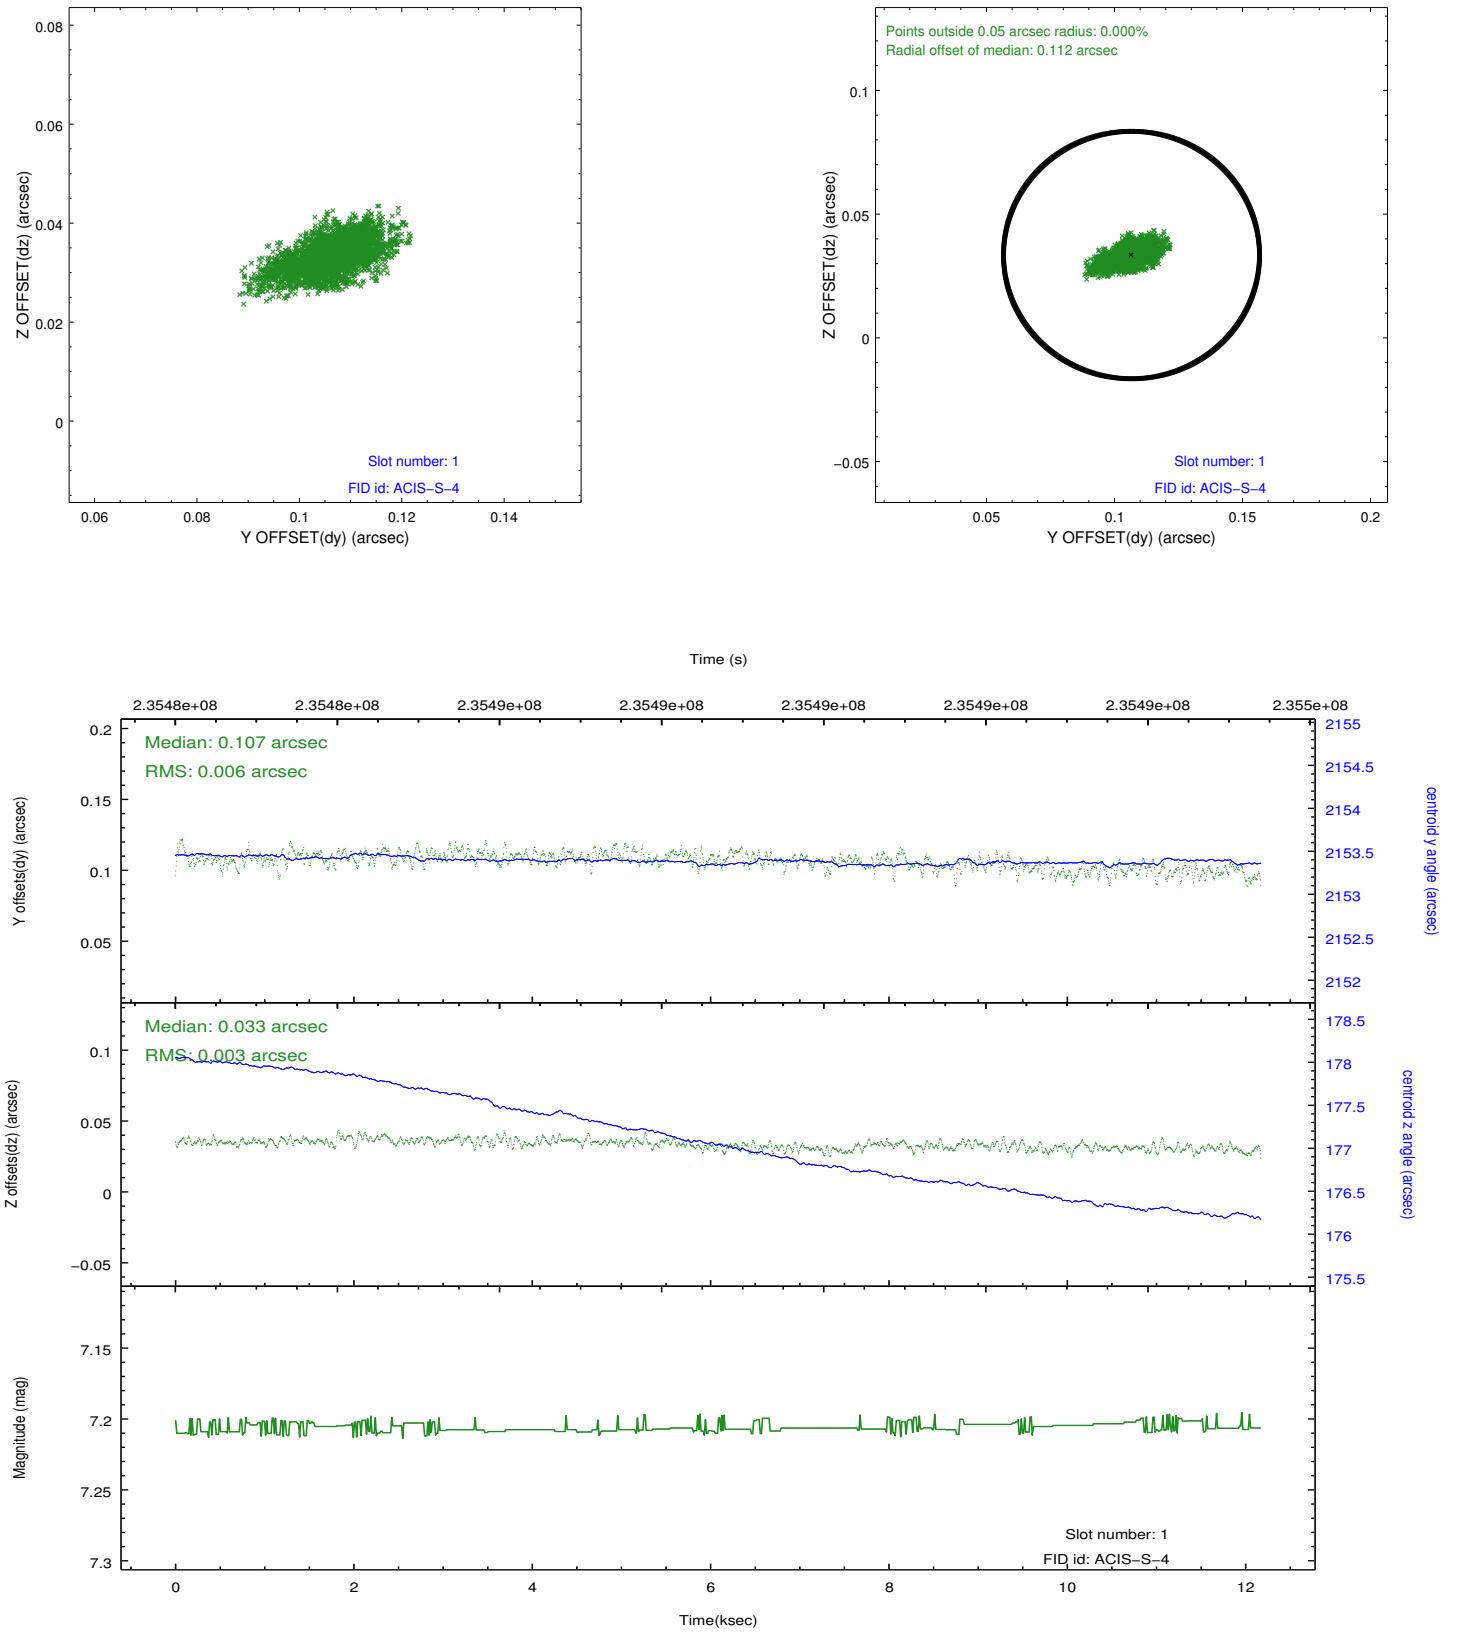 0.08
0.06
0.04
0.02
0
Z OFFSET(dz) (arcsec)
Slot number: 1
FID id: ACIS−S−4
0.06 0.08 0.1 0.12 0.14
Y OFFSET(dy) (arcsec)
Points outside 0.05 arcsec radius: 0.000%
Radial offset of median: 0.112 arcsec
0.1
0.05
0
−0.05
Z OFFSET(dz) (arcsec)
Slot number: 1
FID id: ACIS−S−4
0.05 0.1 0.15 0.2
Y OFFSET(dy) (arcsec)
Time (s)
2.3548e+08 2.3548e+08 2.3549e+08 2.3549e+08 2.3549e+08 2.3549e+08 2.3549e+08 2.355e+08
Median: 0.107 arcsec
RMS: 0.006 arcsec
0.2
0.15
0.1
0.05
Y offsets(dy) (arcsec)
2155
2154.5
2154
2153.5
2153
2152.5
2152
centroid y angle (arcsec)
Median: 0.033 arcsec
RMS: 0.003 arcsec
0.1
0.05
0
−0.05
Z offsets(dz) (arcsec)
178.5
178
177.5
177
176.5
176
175.5
centroid z angle (arcsec)
7.15
7.2
7.25
7.3
Magnitude (mag)
Slot number: 1
FID id: ACIS−S−4
0 2 4 6 8 10 12
Time(ksec)